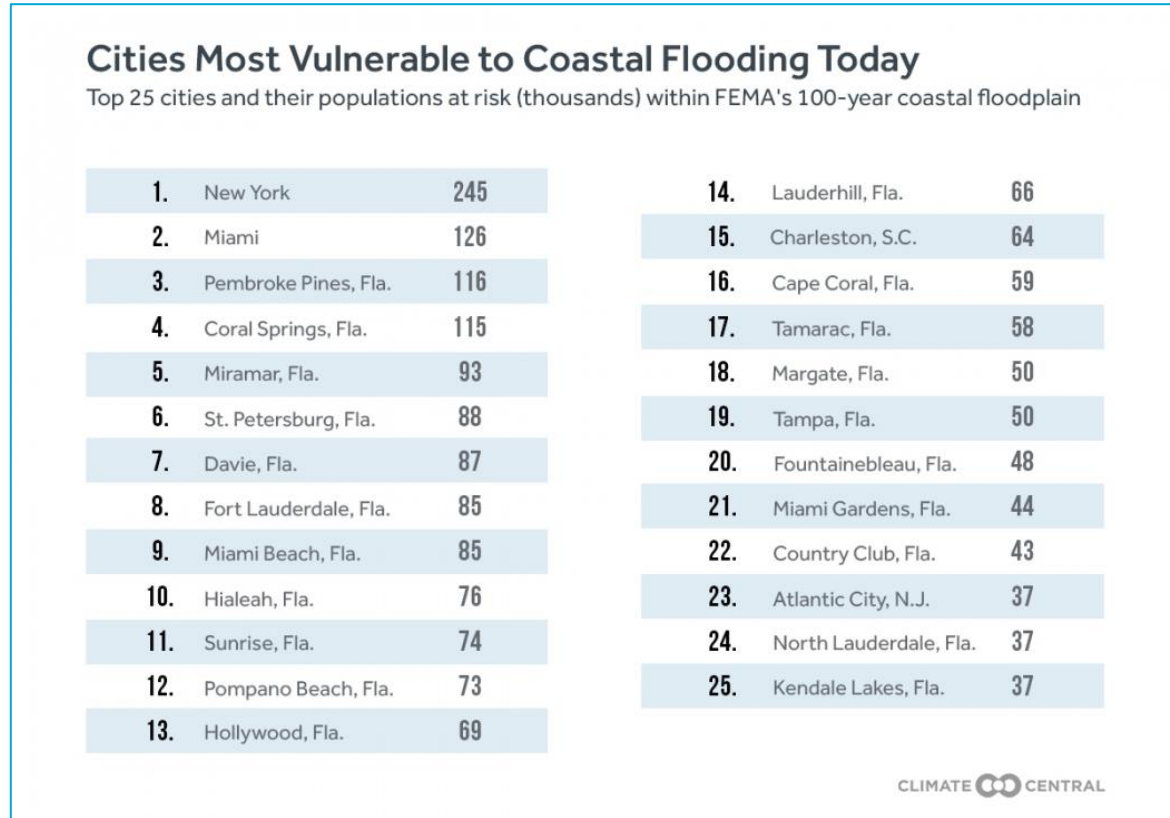 Cities Most Vulnerable to Coastal Flooding Today
Top 25 cities and their populations at risk (thousands) within FEMA's 100-year coastal floodplain
1. New York 245
2. Miami 126
3. Pembroke Pines, Fla. 116
4. Coral Springs, Fla. 115
5. Miramar, Fla. 93
6. St. Petersburg, Fla. 88
7. Davie, Fla. 87
8. Fort Lauderdale, Fla. 85
9. Miami Beach, Fla. 85
10. Hialeah, Fla. 76
11. Sunrise, Fla. 74
12. Pompano Beach, Fla. 73
13. Hollywood, Fla. 69
14. Lauderhill, Fla. 66
15. Charleston, S.C. 64
16. Cape Coral, Fla. 59
17. Tamarac, Fla. 58
18. Margate, Fla. 50
19. Tampa, Fla. 50
20. Fountainebleau, Fla. 48
21. Miami Gardens, Fla. 44
22. Country Club, Fla. 43
23. Atlantic City, N.J. 37
24. North Lauderdale, Fla. 37
25. Kendale Lakes, Fla. 37
CLIMATE CENTRAL